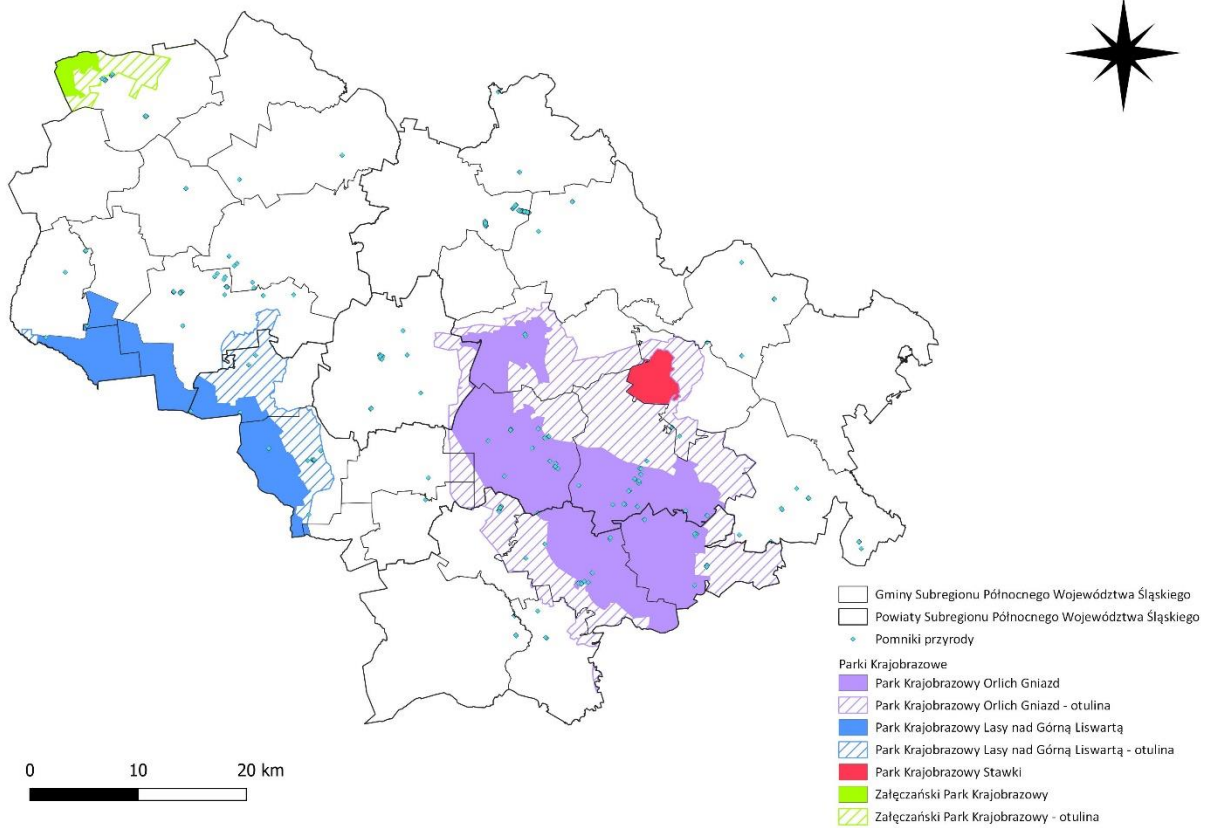 Gminy Subregionu Północnego Województwa Śląskiego
Powiaty Subregionu Północnego Województwa Śląskiego
Pomniki przyrody
Parki Krajobrazowe
Park Krajobrazowy Orlich Gniazd
Park Krajobrazowy Orlich Gniazd - otulina
Park Krajobrazowy Lasy nad Górną Liswartą
Park Krajobrazowy Lasy nad Górną Liswartą - otulina
Park Krajobrazowy Stawki
Załęczański Park Krajobrazowy
Załęczański Park Krajobrazowy - otulina
0 10 20 km